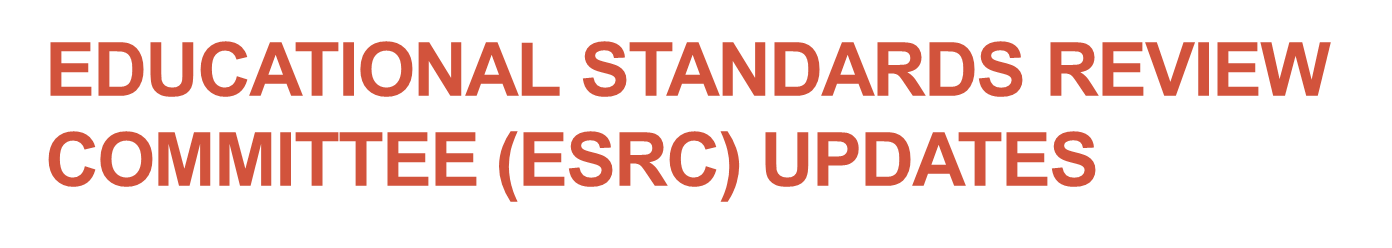 EDUCATIONAL STANDARDS REVIEW
COMMITTEE (ESRC) UPDATES